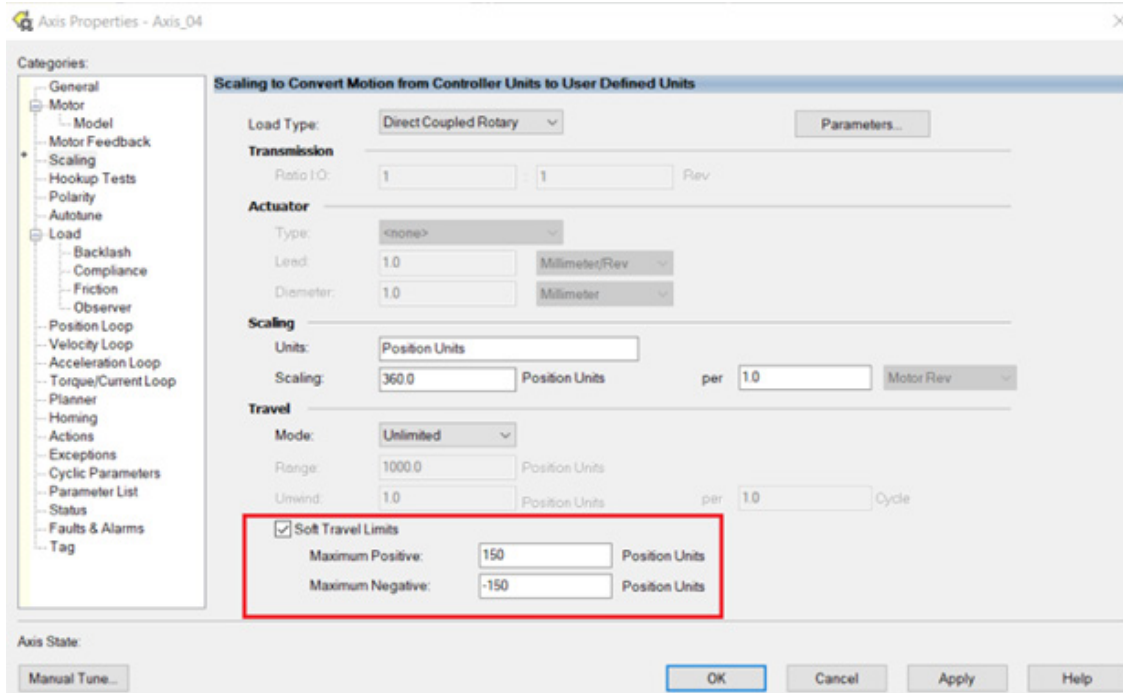 Axis Properties - Axis_04
Categories:
General
Motor
Model
Motor Feedback
Scaling
Hookup Tests
Polarity
Autotune
Load
Backlash
Compliance
Friction
Observer
Position Loop
Velocity Loop
Acceleration Loop
Torque/Current Loop
Planner
Homing
Actions
Exceptions
Cyclic Parameters
Parameter List
Status
Faults & Alarms
Tag
Scaling to Convert Motion from Controller Units to User Defined Units
Load Type: Direct Coupled Rotary Parameters...
Transmission
Ratio I:O: 1 : 1 Rev
Actuator
Type: <none>
Lead: 1.0 Millimeter/Rev
Diameter: 1.0 Millimeter
Scaling
Units: Position Units
Scaling: 360.0 Position Units per 1.0 Motor Rev
Travel
Mode: Unlimited
Range: 1000.0 Position Units
Unwind: 1.0 Position Units per 1.0 Cycle
Soft Travel Limits
Maximum Positive: 150 Position Units
Maximum Negative: -150 Position Units
Axis State:
Manual Tune... OK Cancel Apply Help